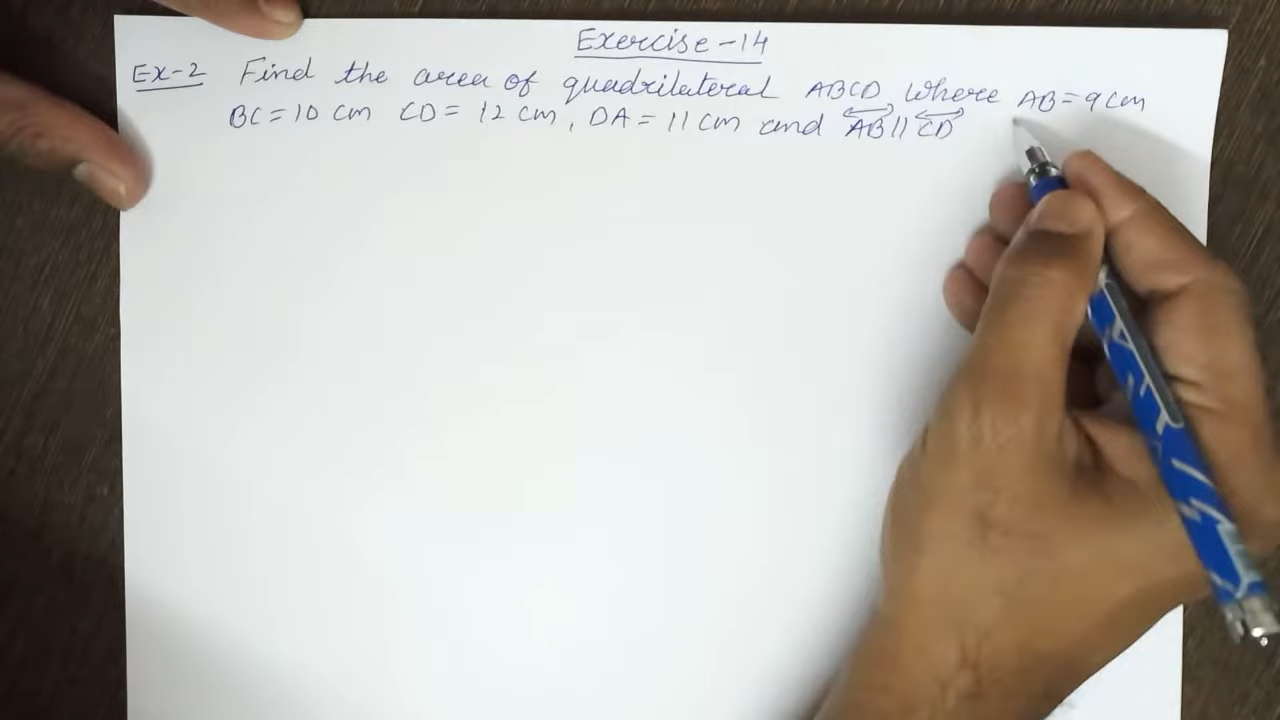 Exercise-14
Ex-2 Find the area of quadrilateral ABCD where AB = 9 cm
BC = 10 cm CD = 12 cm, DA = 11 cm and AB || CD